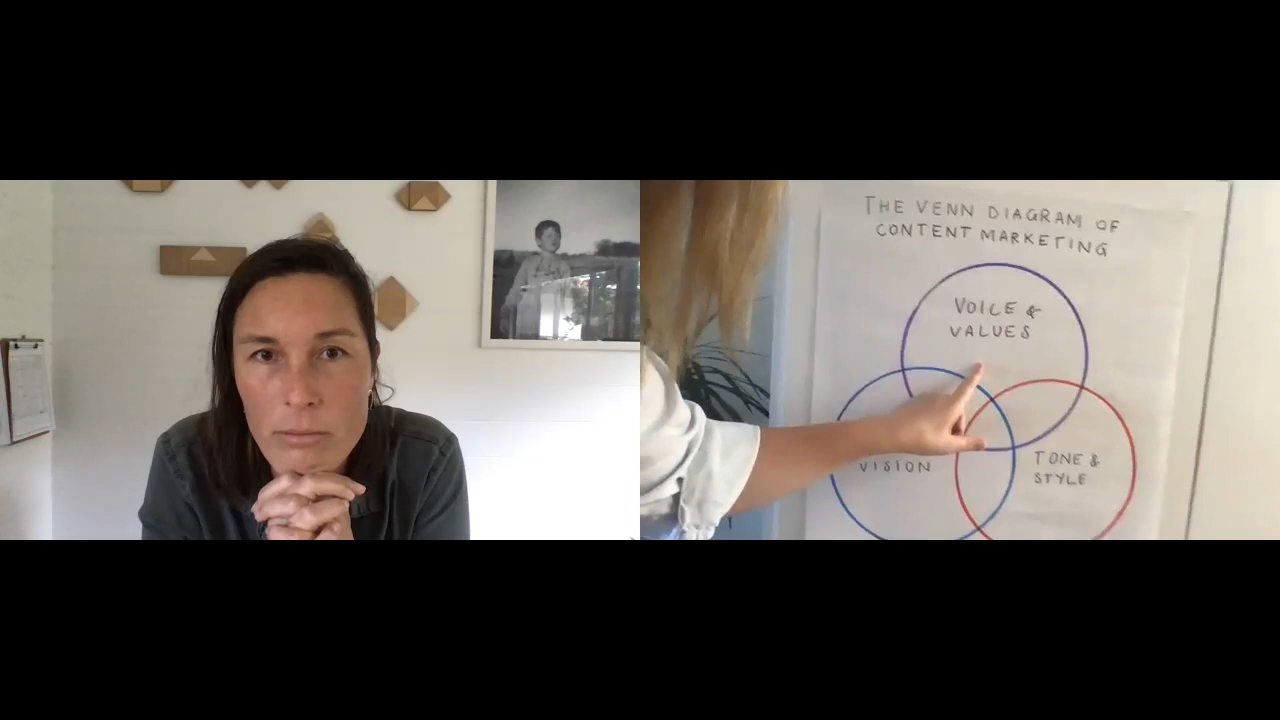 THE VENN DIAGRAM OF
CONTENT MARKETING
VOICE &
VALUES
VISION
TONE &
STYLE